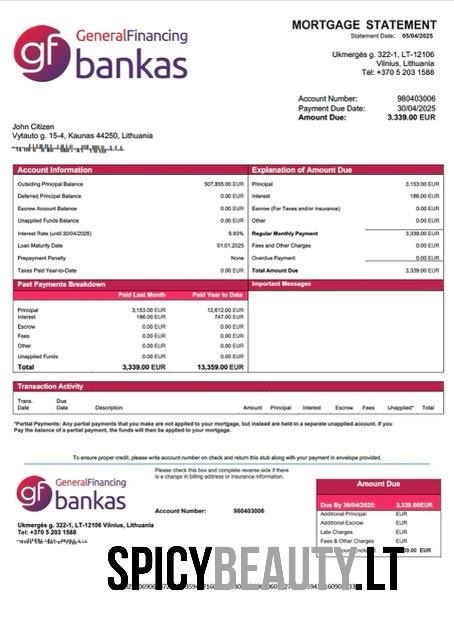 gf GeneralFinancing
bankas
MORTGAGE STATEMENT
Statement Date: 05/04/2025
Ukmergės g. 322-1, LT-12106
Vilnius, Lithuania
Tel: +370 5 203 1588
Account Number: 980403006
Payment Due Date: 30/04/2025
Amount Due: 3.339.00 EUR
John Citizen
Vytauto g. 15-4, Kaunas 44250, Lithuania
Account Information
Outsiding Principal Balance 507,855.00 EUR
Deferred Principal Balance 0.00 EUR
Escrow Account Balance 0.00 EUR
Unapplied Funds Balance 0.00 EUR
Interest Rate (until 30/04/2025) 5.93%
Loan Maturity Date 01.01.2025
Prepayment Penalty None
Taxes Paid Year-to-Date 0.00 EUR
Explanation of Amount Due
Principal 3,153.00 EUR
Interest 186.00 EUR
Escrow (For Taxes and/or insurance) 0.00 EUR
Other 0.00 EUR
Regular Monthly Payment 3,339.00 EUR
Fees and Other Charges 0.00 EUR
Overdue Payment 0.00 EUR
Total Amount Due 3,339.00 EUR
Past Payments Breakdown
Paid Last Month Paid Year to Date
Principal 3,153.00 EUR 12,612.00 EUR
Interest 186.00 EUR 747.00 EUR
Escrow 0.00 EUR 0.00 EUR
Fees 0.00 EUR 0.00 EUR
Other 0.00 EUR 0.00 EUR
Unapplied Funds 0.00 EUR 0.00 EUR
Total 3,339.00 EUR 13,359.00 EUR
Important Messages
Transaction Activity
Trans. Date Due Date Description Amount Principal Interest Escrow Fees Unapplied* Total
*Partial Payments: Any partial payments that you make are not applied to your mortgage, but instead are held in a separate unapplied account. If you
Pay the balance of a partial payment, the funds will then be applied to your mortgage.
To ensure proper credit, please write account number on check and return this stub along with your payment in envelope provided.
gf GeneralFinancing
bankas
Please check this box and complete reverse side if there
is a change in billing address or insurance information.
Account Number: 980403006
Ukmergės g. 322-1, LT-12106 Vilnius, Lithuania
Tel: +370 5 203 1588
Amount Due
Due By 30/04/2025: 3,339.00EUR
Additional Principal EUR
Additional Escrow EUR
Late Charges EUR
Fees & Other Charges EUR
SPICYBEAUTY.LT